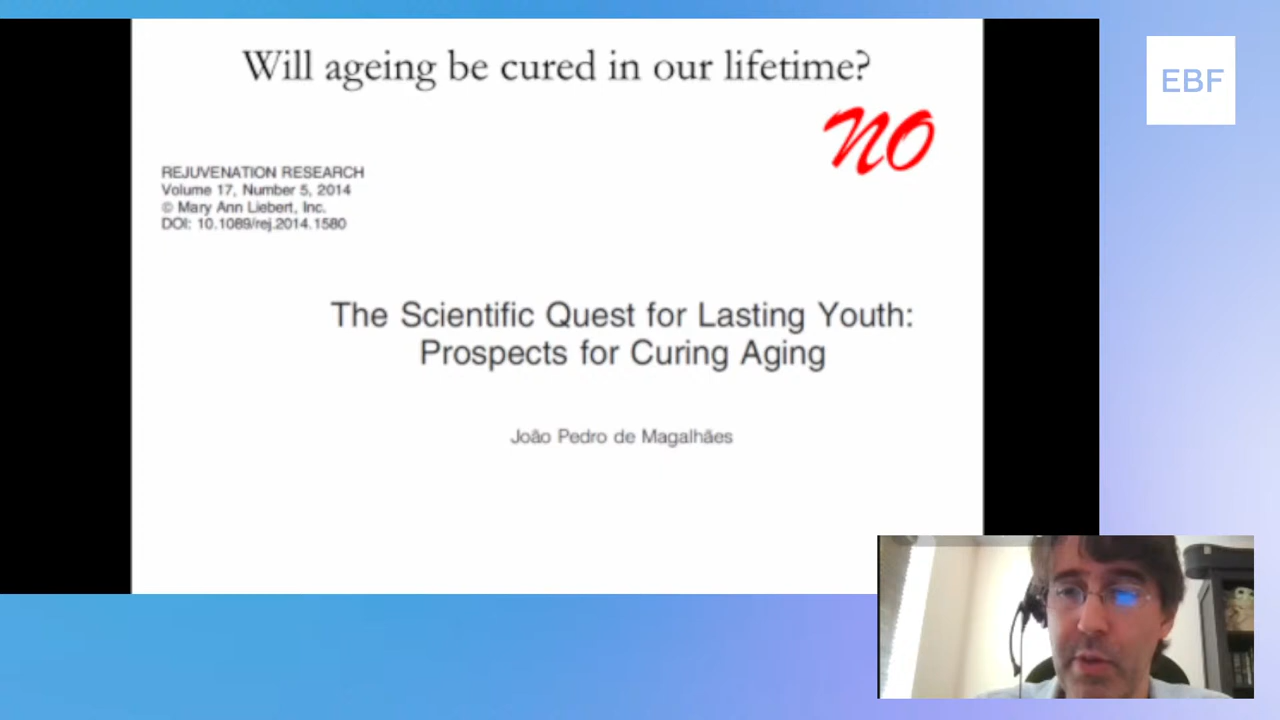 Will ageing be cured in our lifetime?
NO
REJUVENATION RESEARCH
Volume 17, Number 5, 2014
© Mary Ann Liebert, Inc.
DOI: 10.1089/rej.2014.1580
The Scientific Quest for Lasting Youth:
Prospects for Curing Aging
João Pedro de Magalhães
EBF